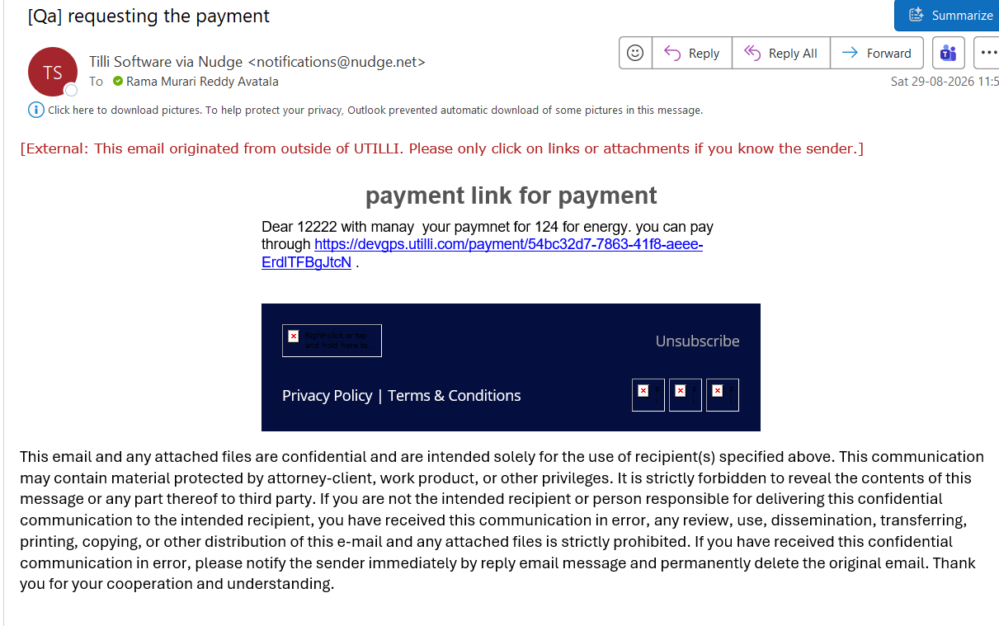 [Qa] requesting the payment
Summarize
TS
Tilli Software via Nudge <notifications@nudge.net>
To Rama Murari Reddy Avatala
Reply
Reply All
Forward
Sat 29-08-2026 11:5
Click here to download pictures. To help protect your privacy, Outlook prevented automatic download of some pictures in this message.
[External: This email originated from outside of UTILLI. Please only click on links or attachments if you know the sender.]
payment link for payment
Dear 12222 with manay  your paymnet for 124 for energy. you can pay
through https://devgps.utilli.com/payment/54bc32d7-7863-41f8-aeee-
ErdlTFBgJtcN .
Right-click or tap
and hold here to
Unsubscribe
Privacy Policy | Terms & Conditions
This email and any attached files are confidential and are intended solely for the use of recipient(s) specified above. This communication
may contain material protected by attorney-client, work product, or other privileges. It is strictly forbidden to reveal the contents of this
message or any part thereof to third party. If you are not the intended recipient or person responsible for delivering this confidential
communication to the intended recipient, you have received this communication in error, any review, use, dissemination, transferring,
printing, copying, or other distribution of this e-mail and any attached files is strictly prohibited. If you have received this confidential
communication in error, please notify the sender immediately by reply email message and permanently delete the original email. Thank
you for your cooperation and understanding.